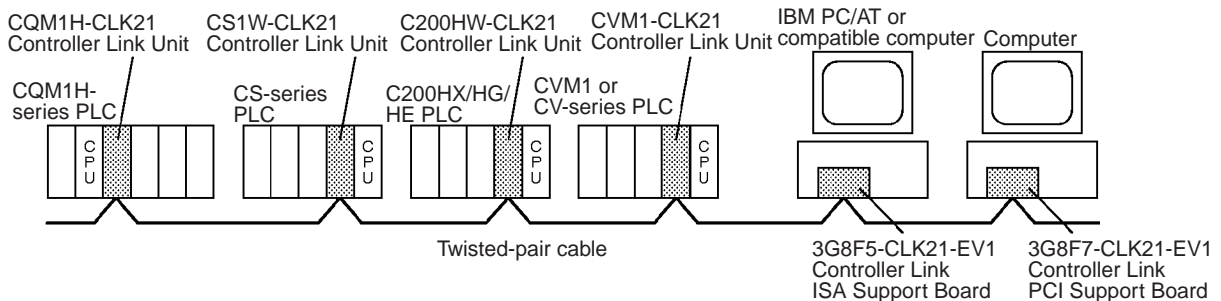 CQM1H-CLK21
Controller Link Unit
CS1W-CLK21
Controller Link Unit
C200HW-CLK21
Controller Link Unit
CVM1-CLK21
Controller Link Unit
IBM PC/AT or
compatible computer
Computer
CQM1H-
series PLC
CS-series
PLC
C200HX/HG/
HE PLC
CVM1 or
CV-series PLC
CPU
CPU
CPU
CPU
Twisted-pair cable
3G8F5-CLK21-EV1
Controller Link
ISA Support Board
3G8F7-CLK21-EV1
Controller Link
PCI Support Board